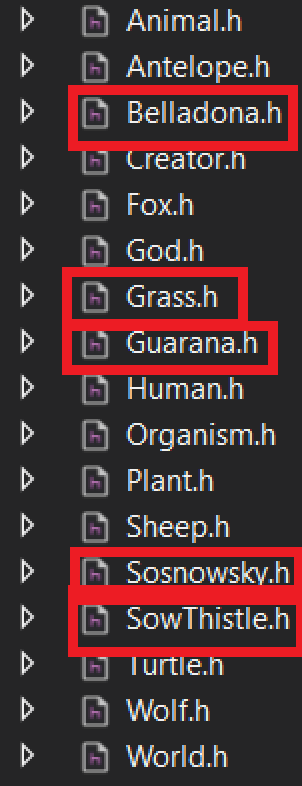 Animal.h
Antelope.h
Belladona.h
Creator.h
Fox.h
God.h
Grass.h
Guarana.h
Human.h
Organism.h
Plant.h
Sheep.h
Sosnowsky.h
SowThistle.h
Turtle.h
Wolf.h
World.h